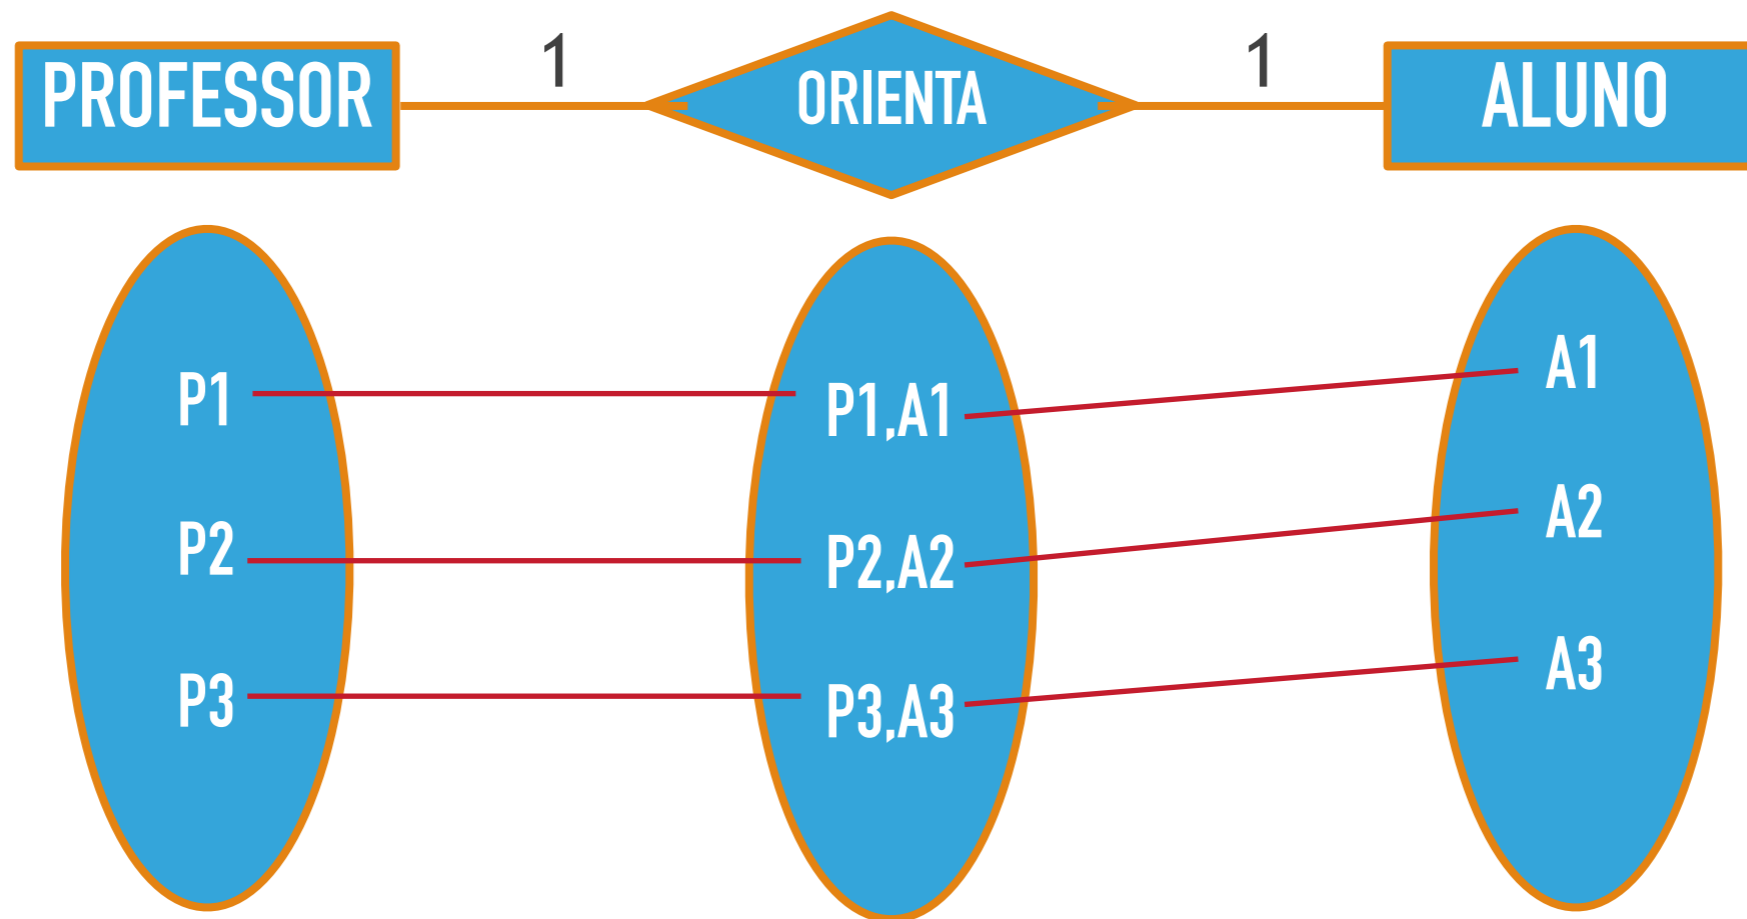 PROFESSOR 1 ORIENTA 1 ALUNO
P1 P1,A1 A1
P2 P2,A2 A2
P3 P3,A3 A3